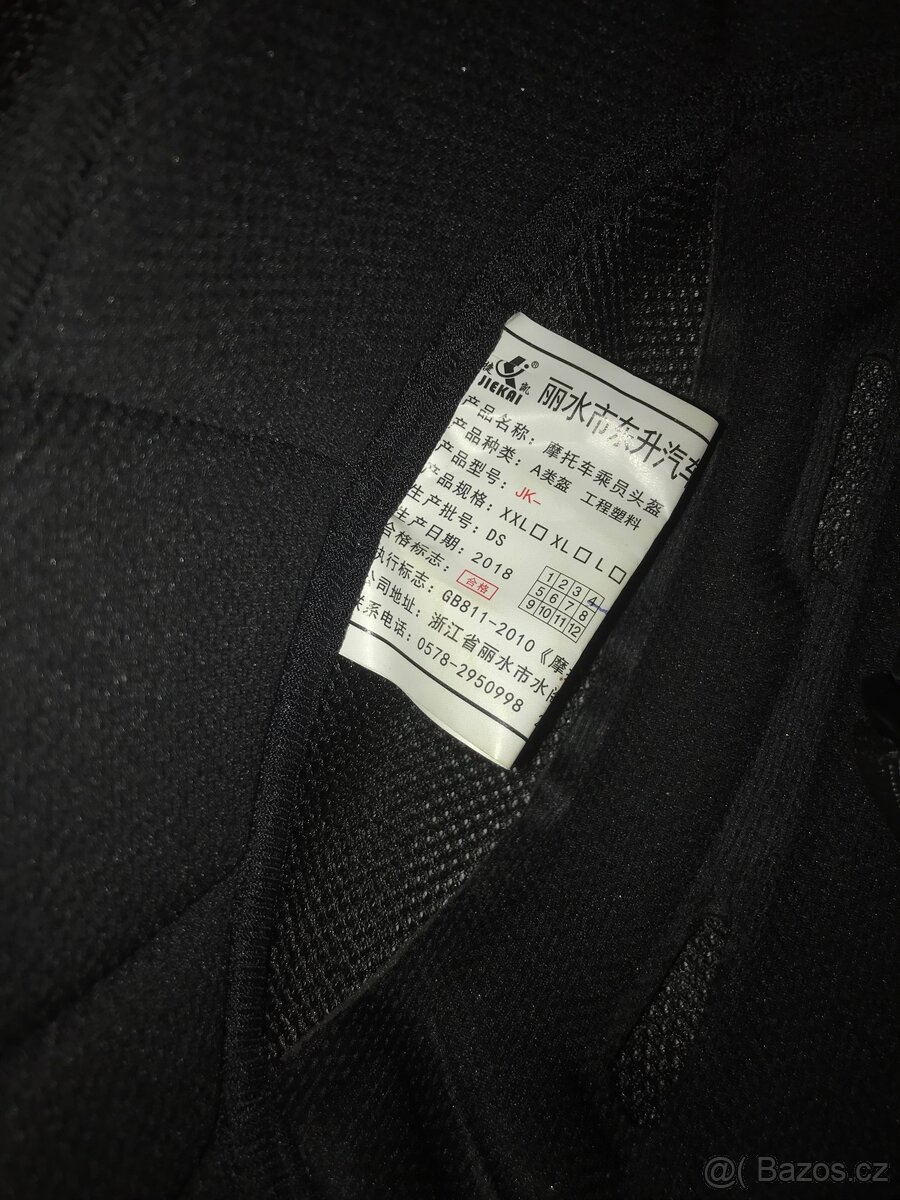 捷凯®
JIEKAI
丽水市东升汽车
产品名称： 摩托车乘员头盔
产品种类： A类盔 工程塑料
产品型号： JK-
产品规格： XXL□ XL□ L□
生产批号： DS
生产日期： 2018
1 2 3 4
5 6 7 8
9 10 11 12
合格标志： 合格
执行标志： GB811-2010《摩
公司地址： 浙江省丽水市水
联系电话： 0578-2950998
@( Bazos.cz